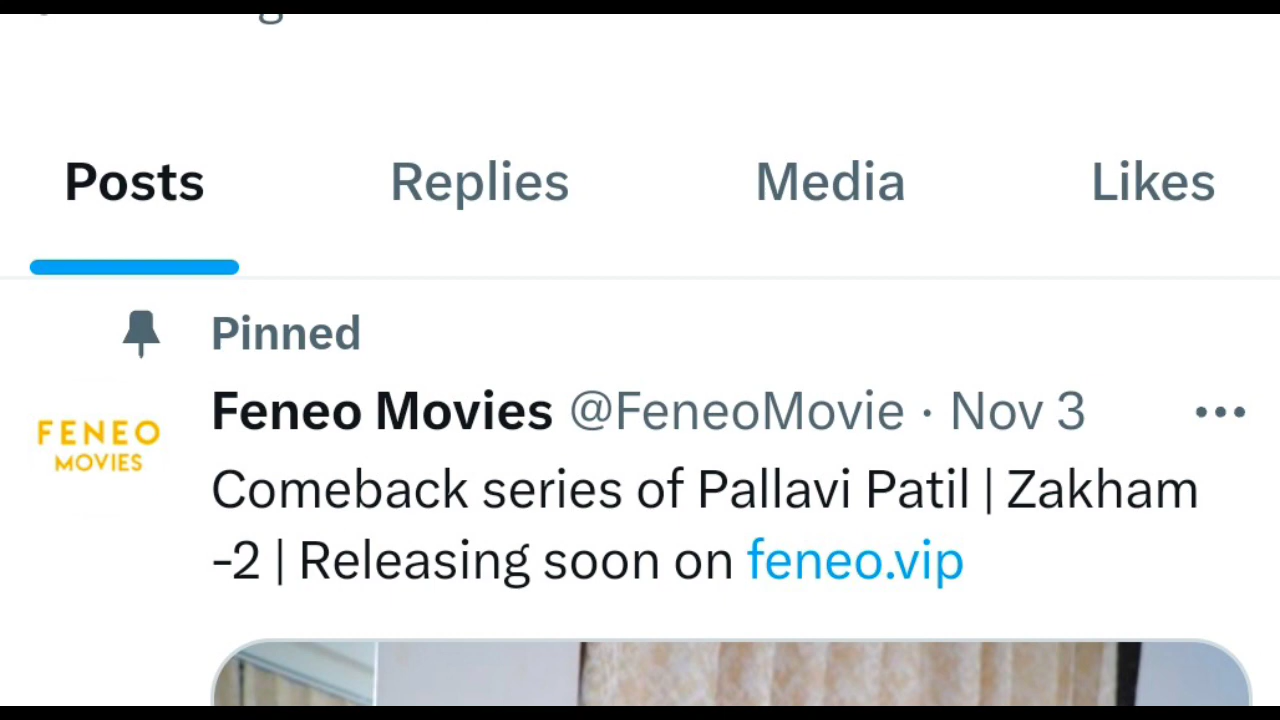 Posts Replies Media Likes
Pinned
Feneo Movies @FeneoMovie · Nov 3
FENEO
MOVIES
Comeback series of Pallavi Patil | Zakham
-2 | Releasing soon on feneo.vip